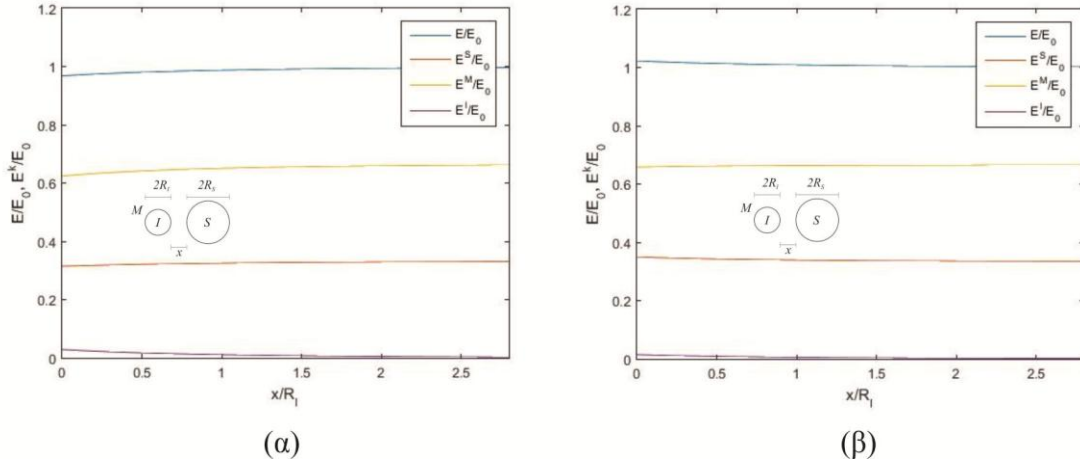 1.2
1
0.8
0.6
0.4
0.2
0
E/E₀, Eᵏ/E₀
E/E₀
Eˢ/E₀
Eᴹ/E₀
Eᴵ/E₀
2Rᵢ 2Rₛ
M I S
x
0 0.5 1 1.5 2 2.5
x/Rᵢ
(α)
1.2
1
0.8
0.6
0.4
0.2
0
E/E₀, Eᵏ/E₀
E/E₀
Eˢ/E₀
Eᴹ/E₀
Eᴵ/E₀
2Rᵢ 2Rₛ
M I S
x
0 0.5 1 1.5 2 2.5
x/Rᵢ
(β)